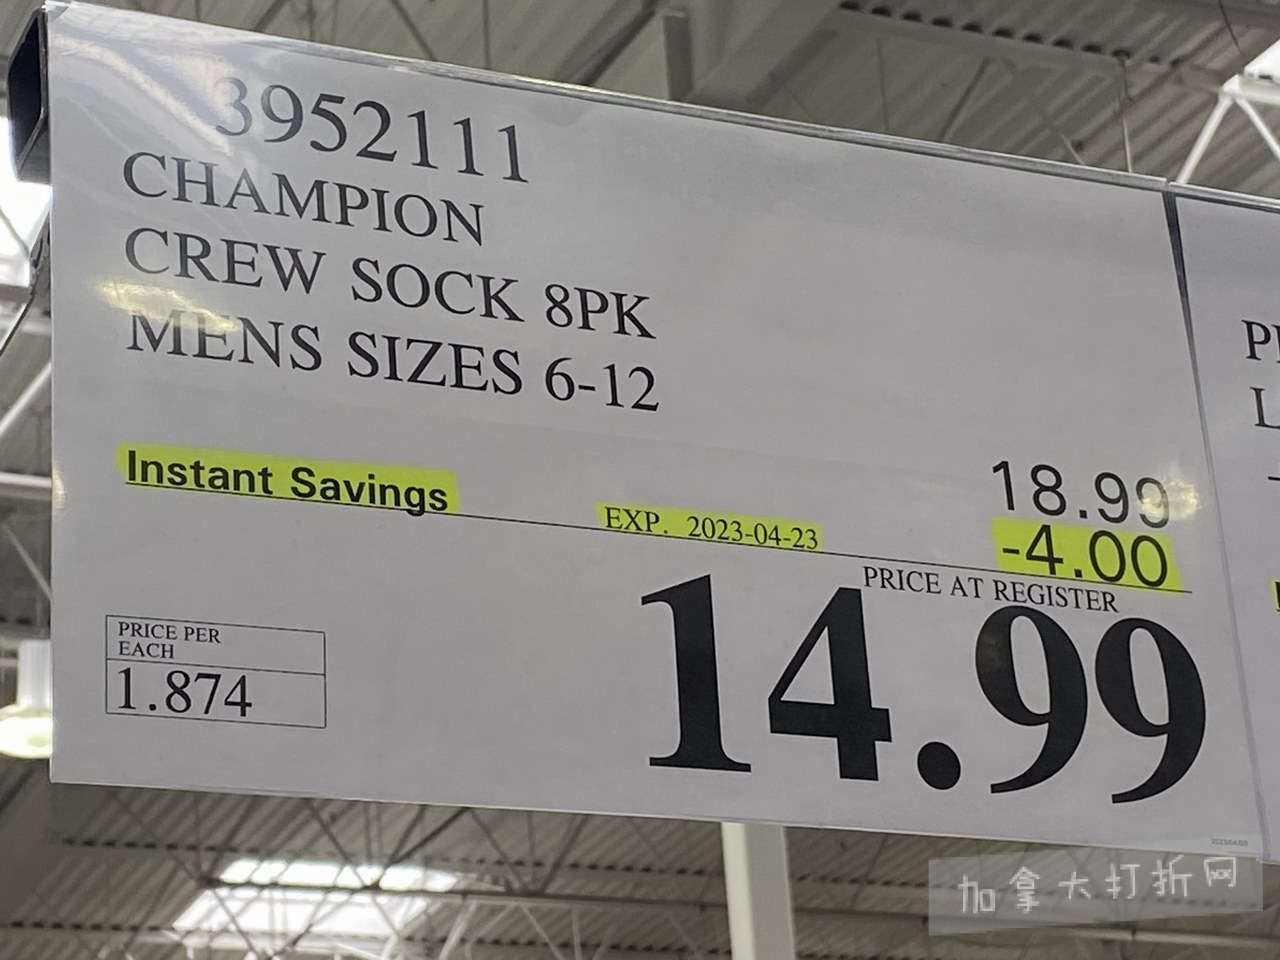 3952111
CHAMPION
CREW SOCK 8PK
MENS SIZES 6-12
18.99
Instant Savings EXP. 2023-04-23 -4.00
PRICE AT REGISTER
14.99
PRICE PER
EACH
1.874
加拿大打折网